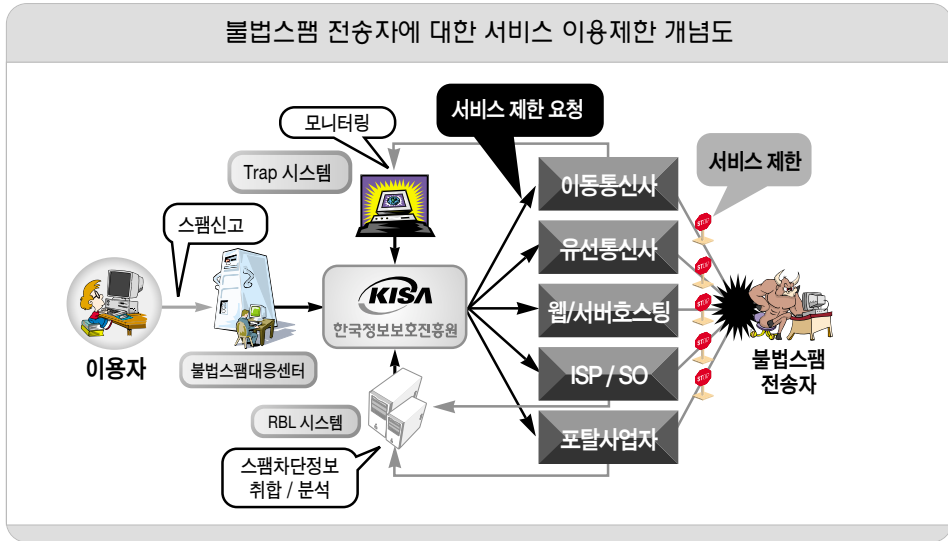 불법스팸 전송자에 대한 서비스 이용제한 개념도
모니터링
서비스 제한 요청
Trap 시스템
서비스 제한
이동통신사
스팸신고
유선통신사
KISA
한국정보보호진흥원
웹/서버호스팅
이용자
불법스팸대응센터
ISP / SO
불법스팸
전송자
RBL 시스템
포탈사업자
스팸차단정보
취합 / 분석
STOP
STOP
STOP
STOP
STOP